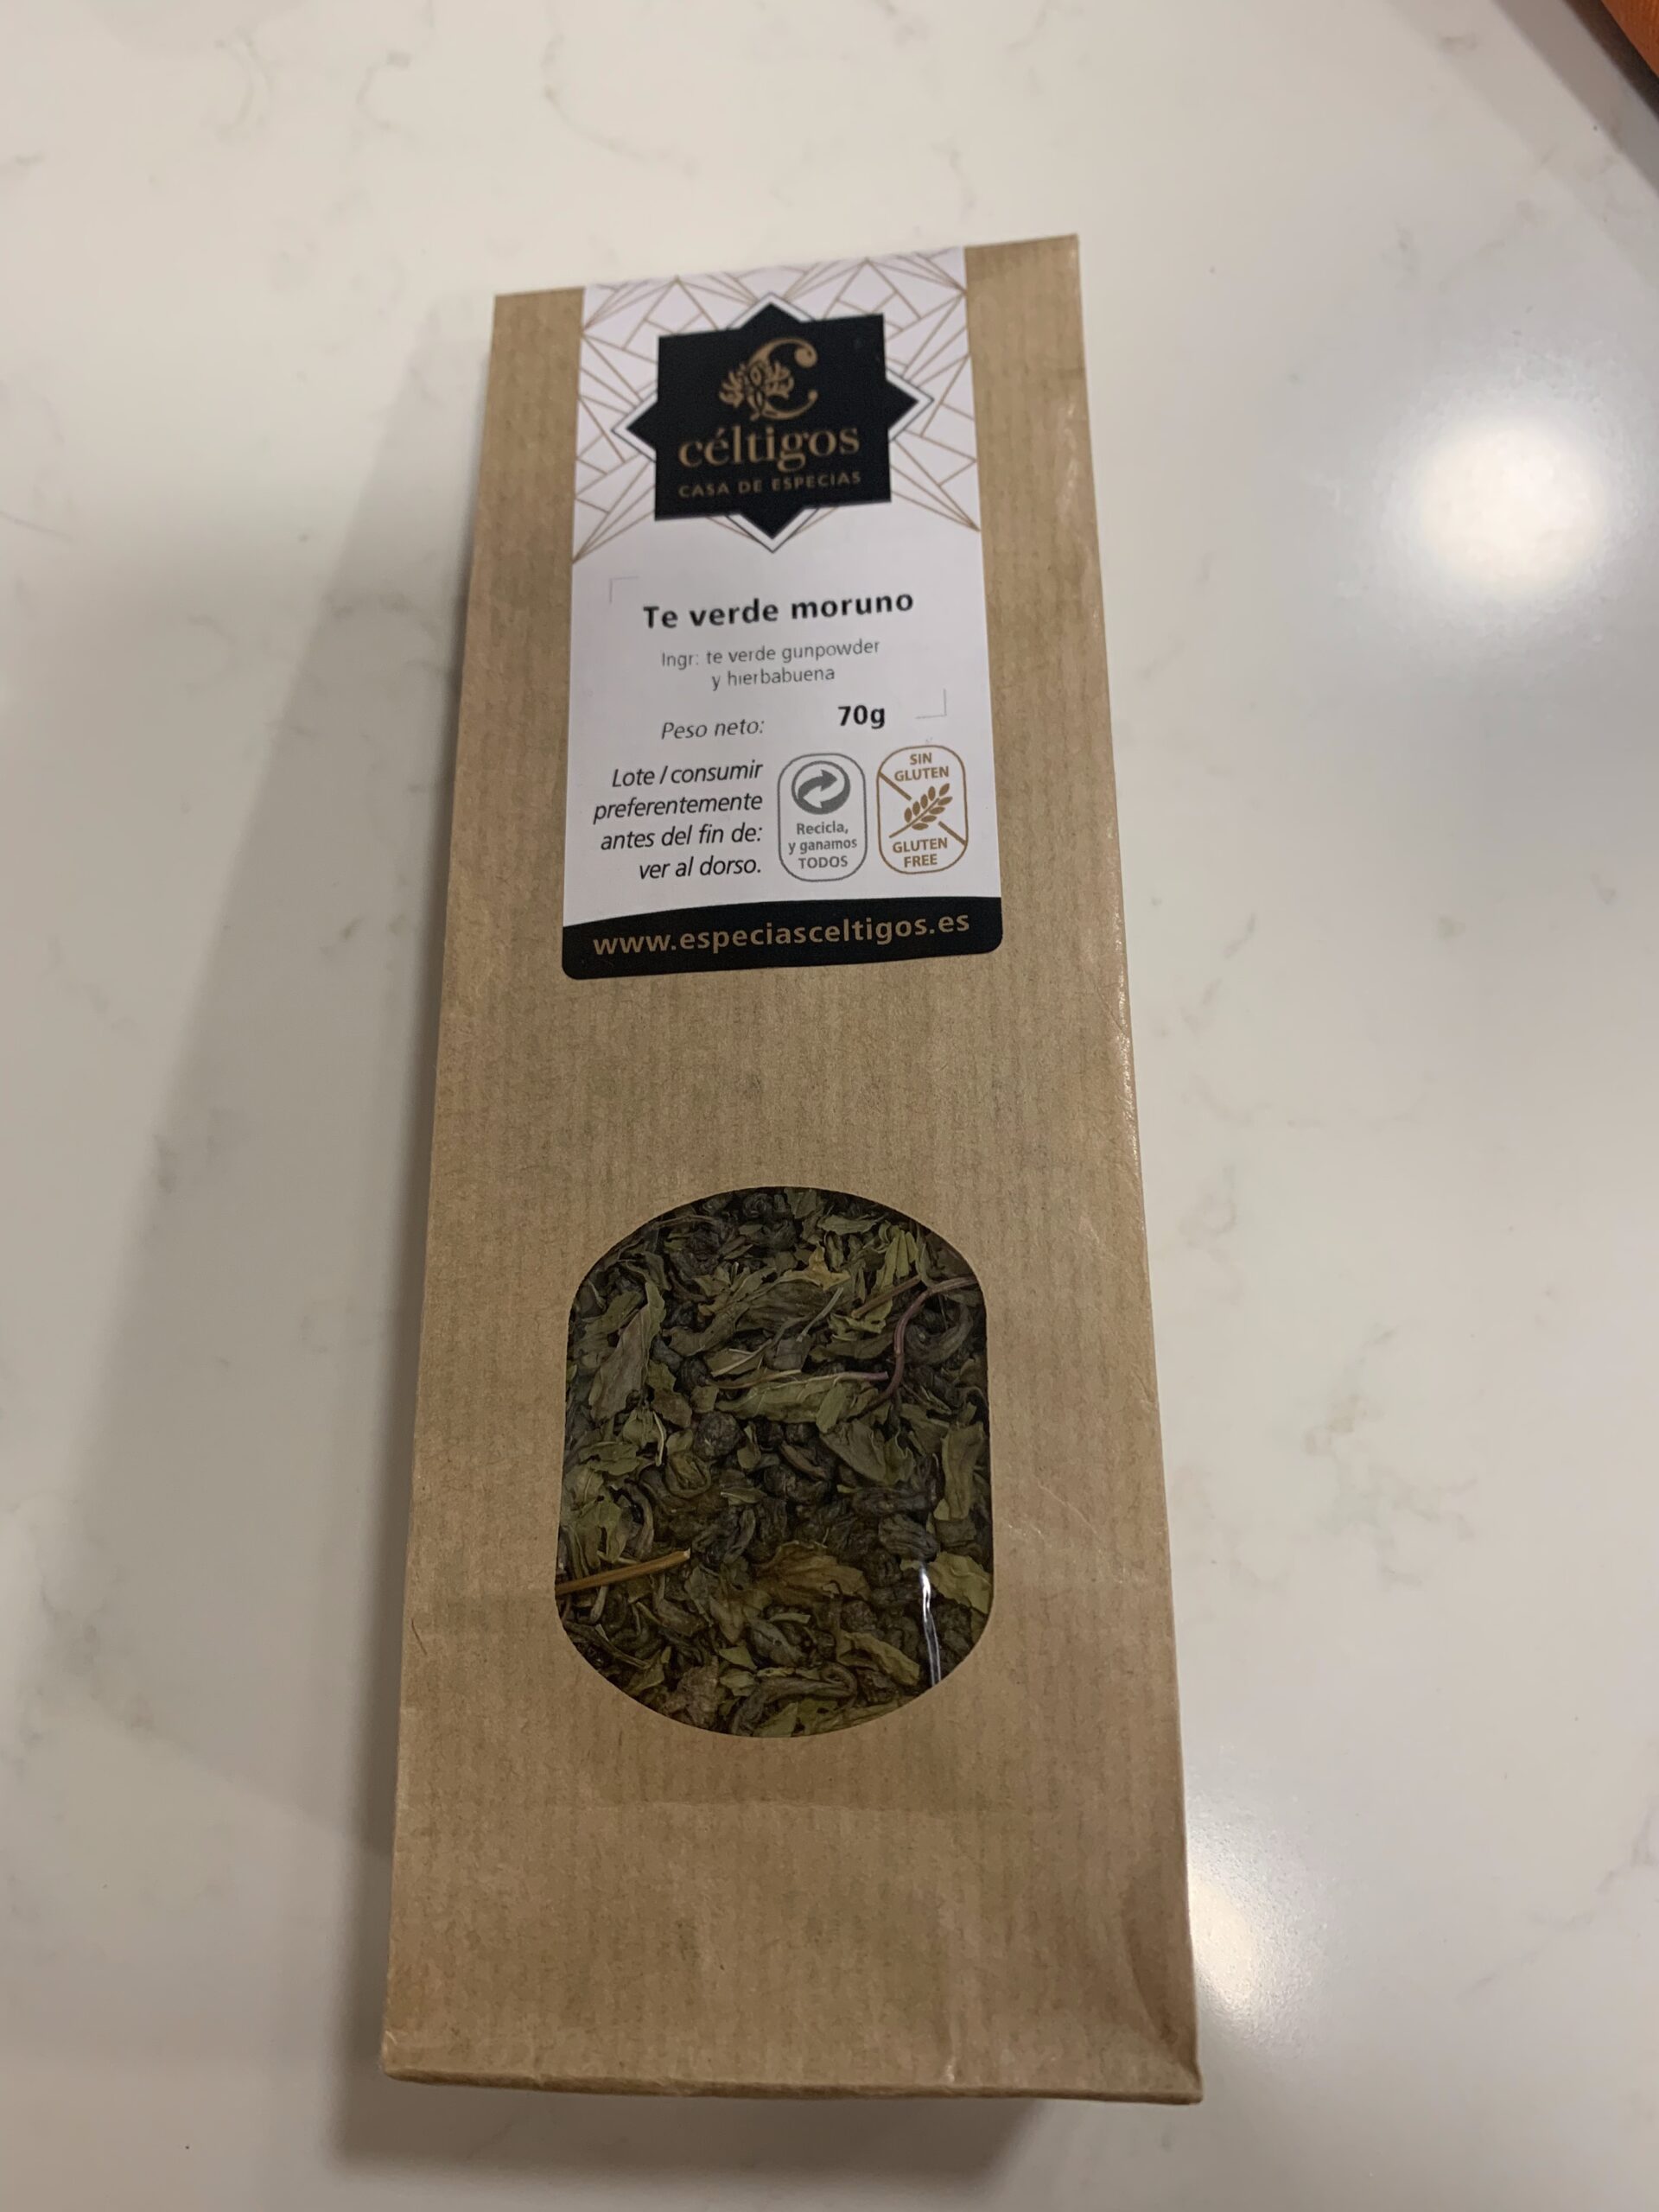 céltigos
CASA DE ESPECIAS
Te verde moruno
Ingr: te verde gunpowder
y hierbabuena
Peso neto: 70g
Lote / consumir
preferentemente
antes del fin de:
ver al dorso.
Recicla,
y ganamos
TODOS
SIN
GLUTEN
GLUTEN
FREE
www.especiasceltigos.es